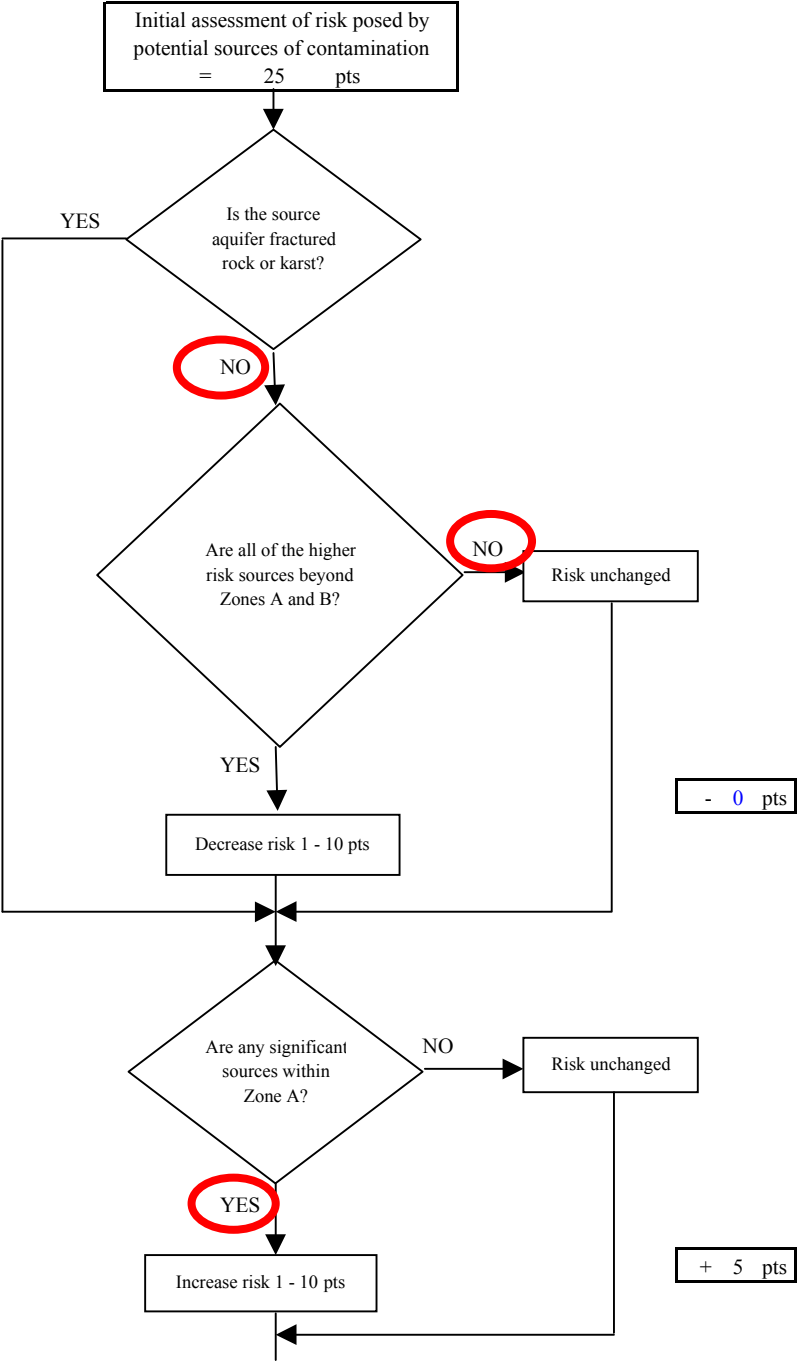 Initial assessment of risk posed by
potential sources of contamination
= 25 pts
YES
Is the source
aquifer fractured
rock or karst?
NO
Are all of the higher
risk sources beyond
Zones A and B?
NO
Risk unchanged
YES
- 0 pts
Decrease risk 1 - 10 pts
Are any significant
sources within
Zone A?
NO
Risk unchanged
YES
+ 5 pts
Increase risk 1 - 10 pts